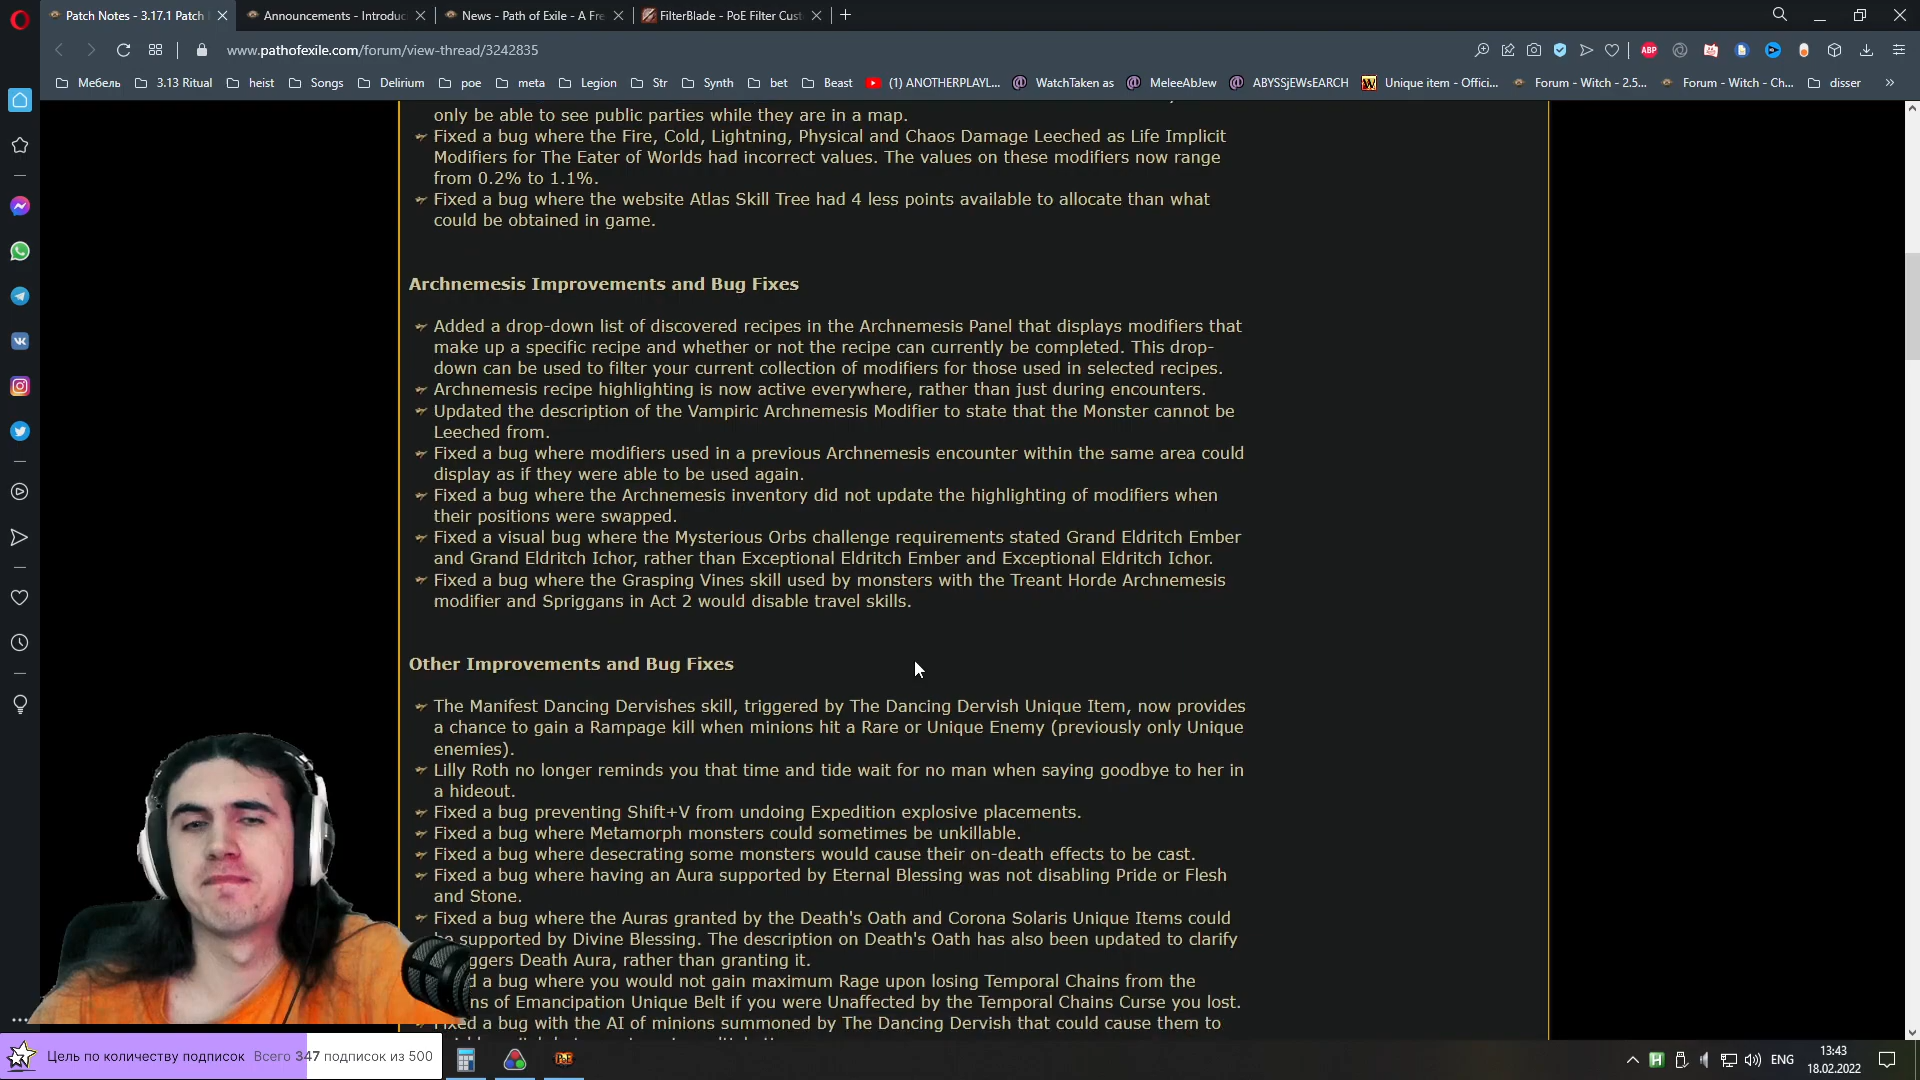 Patch Notes - 3.17.1 Patch
Announcements - Introduc
News - Path of Exile - A Fre
FilterBlade - PoE Filter Cust
www.pathofexile.com/forum/view-thread/3242835
ABP
Мебель
3.13 Ritual
heist
Songs
Delirium
poe
meta
Legion
Str
Synth
bet
Beast
(1) ANOTHERPLAYL...
WatchTaken as
MeleeAbJew
ABYSSjEWsEARCH
Unique item - Offici...
Forum - Witch - 2.5...
Forum - Witch - Ch...
disser
only be able to see public parties while they are in a map.
Fixed a bug where the Fire, Cold, Lightning, Physical and Chaos Damage Leeched as Life Implicit
Modifiers for The Eater of Worlds had incorrect values. The values on these modifiers now range
from 0.2% to 1.1%.
Fixed a bug where the website Atlas Skill Tree had 4 less points available to allocate than what
could be obtained in game.
Archnemesis Improvements and Bug Fixes
Added a drop-down list of discovered recipes in the Archnemesis Panel that displays modifiers that
make up a specific recipe and whether or not the recipe can currently be completed. This drop-
down can be used to filter your current collection of modifiers for those used in selected recipes.
Archnemesis recipe highlighting is now active everywhere, rather than just during encounters.
Updated the description of the Vampiric Archnemesis Modifier to state that the Monster cannot be
Leeched from.
Fixed a bug where modifiers used in a previous Archnemesis encounter within the same area could
display as if they were able to be used again.
Fixed a bug where the Archnemesis inventory did not update the highlighting of modifiers when
their positions were swapped.
Fixed a visual bug where the Mysterious Orbs challenge requirements stated Grand Eldritch Ember
and Grand Eldritch Ichor, rather than Exceptional Eldritch Ember and Exceptional Eldritch Ichor.
Fixed a bug where the Grasping Vines skill used by monsters with the Treant Horde Archnemesis
modifier and Spriggans in Act 2 would disable travel skills.
Other Improvements and Bug Fixes
The Manifest Dancing Dervishes skill, triggered by The Dancing Dervish Unique Item, now provides
a chance to gain a Rampage kill when minions hit a Rare or Unique Enemy (previously only Unique
enemies).
Lilly Roth no longer reminds you that time and tide wait for no man when saying goodbye to her in
a hideout.
Fixed a bug preventing Shift+V from undoing Expedition explosive placements.
Fixed a bug where Metamorph monsters could sometimes be unkillable.
Fixed a bug where desecrating some monsters would cause their on-death effects to be cast.
Fixed a bug where having an Aura supported by Eternal Blessing was not disabling Pride or Flesh
and Stone.
Fixed a bug where the Auras granted by the Death's Oath and Corona Solaris Unique Items could
be supported by Divine Blessing. The description on Death's Oath has also been updated to clarify
ggers Death Aura, rather than granting it.
d a bug where you would not gain maximum Rage upon losing Temporal Chains from the
ns of Emancipation Unique Belt if you were Unaffected by the Temporal Chains Curse you lost.
Fixed a bug with the AI of minions summoned by The Dancing Dervish that could cause them to
Цель по количеству подписок Всего 347 подписок из 500
PoE
ENG
13:43
18.02.2022